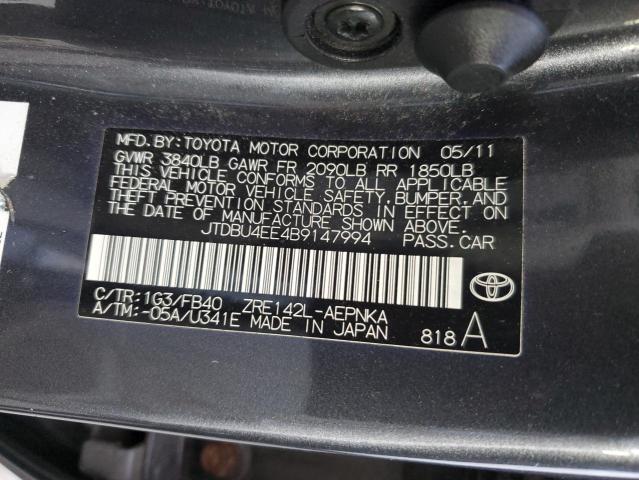 MFD. BY: TOYOTA MOTOR CORPORATION 05/11
GVWR 3840LB GAWR FR 2090LB RR 1850LB
THIS VEHICLE CONFORMS TO ALL APPLICABLE
FEDERAL MOTOR VEHICLE SAFETY, BUMPER, AND
THEFT PREVENTION STANDARDS IN EFFECT ON
THE DATE OF MANUFACTURE SHOWN ABOVE.
JTDBU4EE4B9147994 PASS. CAR
C/TR: 1G3/FB40 ZRE142L-AEPNKA
A/TM: -05A/U341E MADE IN JAPAN 818 A